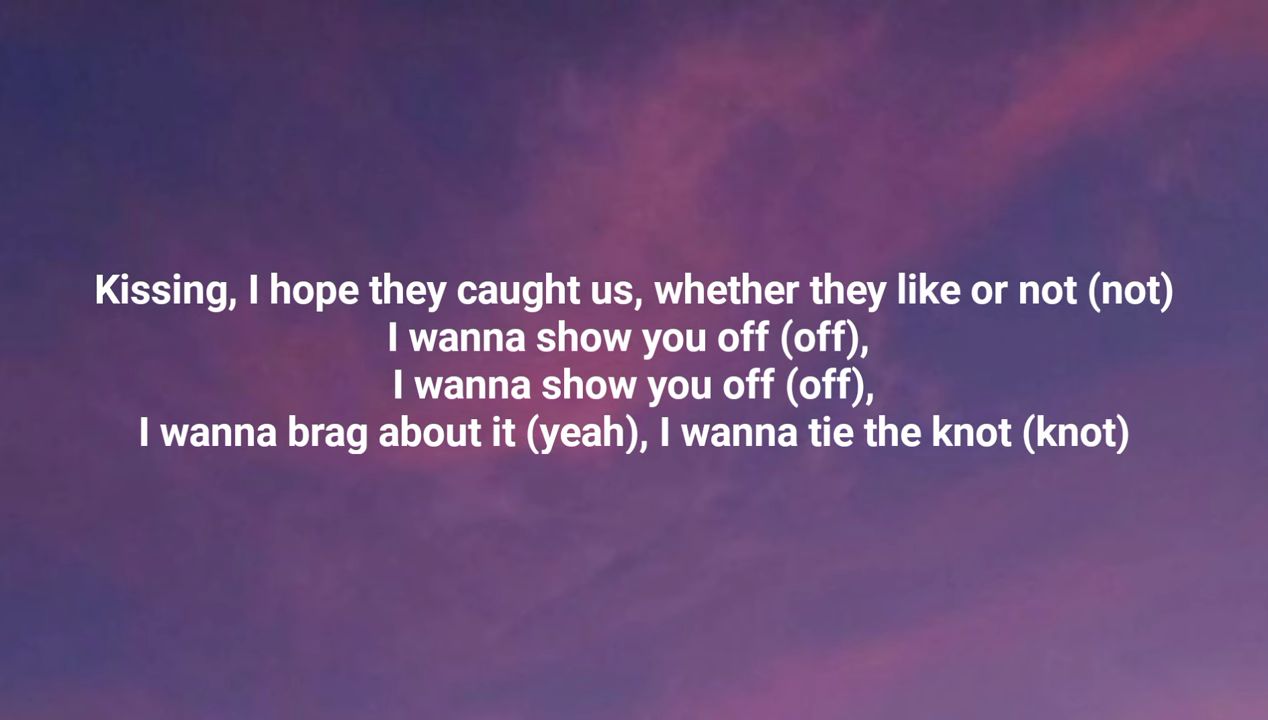 Kissing, I hope they caught us, whether they like or not (not)
I wanna show you off (off),
I wanna show you off (off),
I wanna brag about it (yeah), I wanna tie the knot (knot)